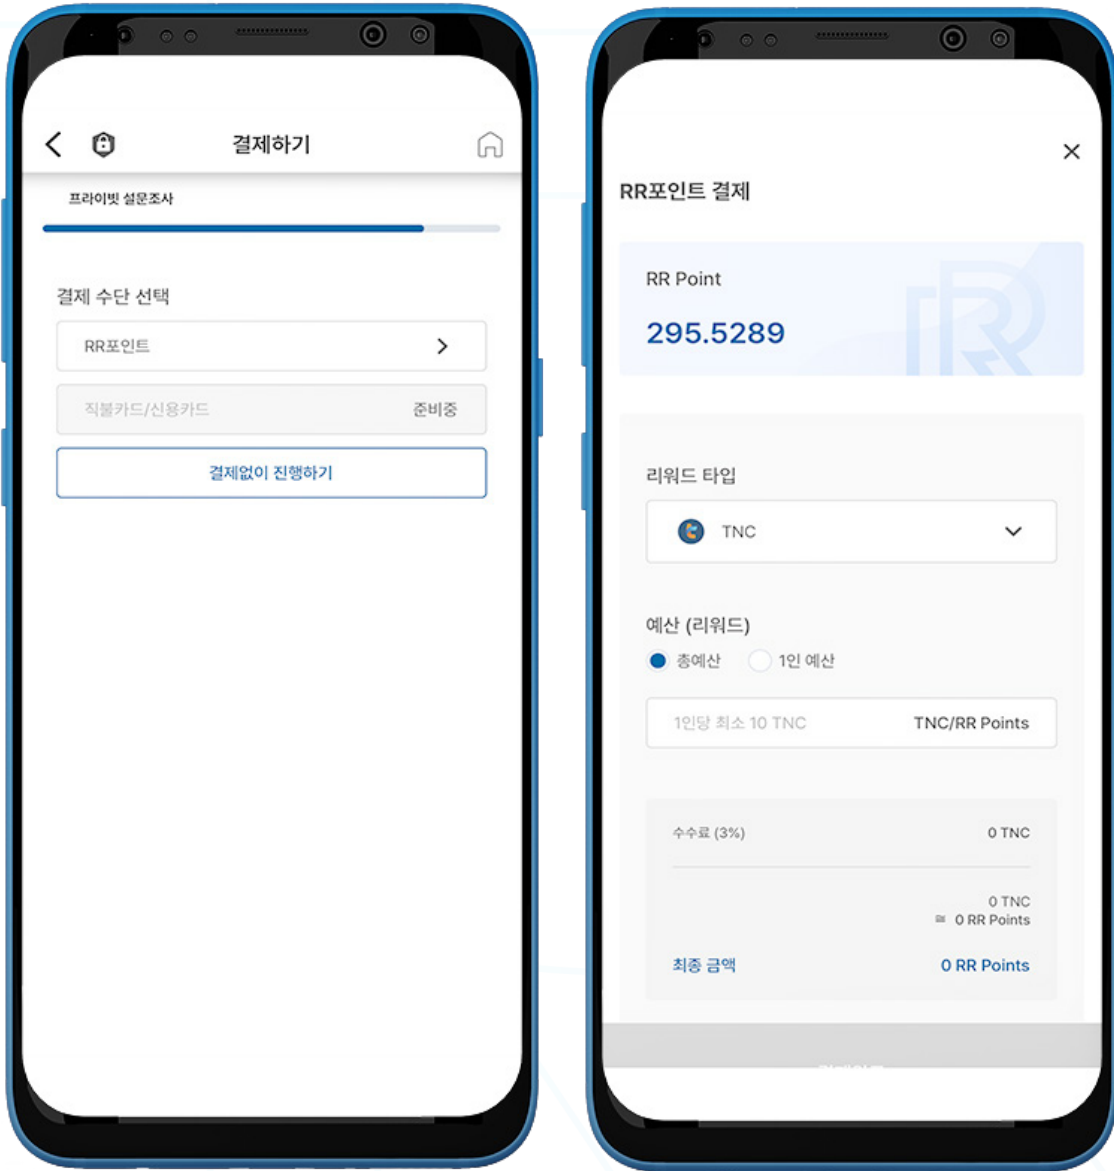 결제하기
프라이빗 설문조사
결제 수단 선택
RR포인트
직불카드/신용카드 준비중
결제없이 진행하기
RR포인트 결제
RR Point
295.5289
리워드 타입
TNC
예산 (리워드)
총예산 1인 예산
1인당 최소 10 TNC TNC/RR Points
수수료 (3%) 0 TNC
0 TNC
≅ 0 RR Points
최종 금액 0 RR Points